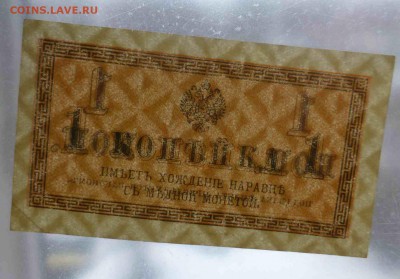 COINS.LAVE.RU
1 1
1 КОПѢЙКА 1
ИМѢЕТЪ ХОЖДЕНІЕ НАРАВНѢ
СЪ МѢДНОЙ МОНЕТОЙ.